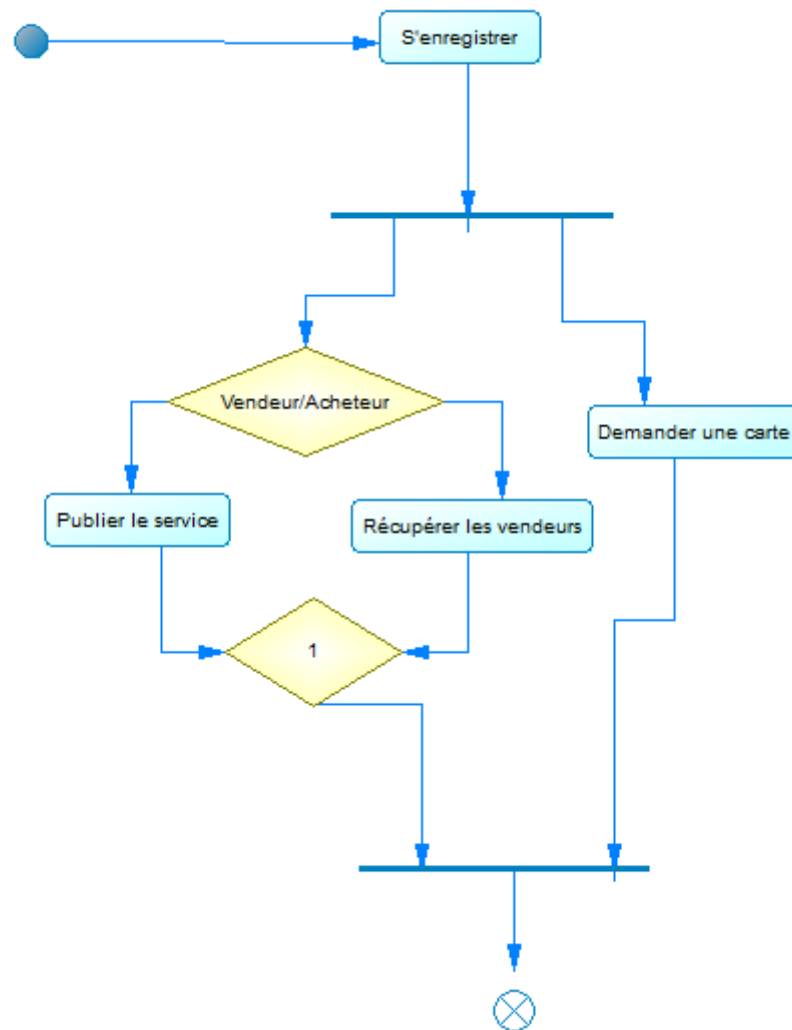 S'enregistrer
Vendeur/Acheteur
Demander une carte
Publier le service
Récupérer les vendeurs
1